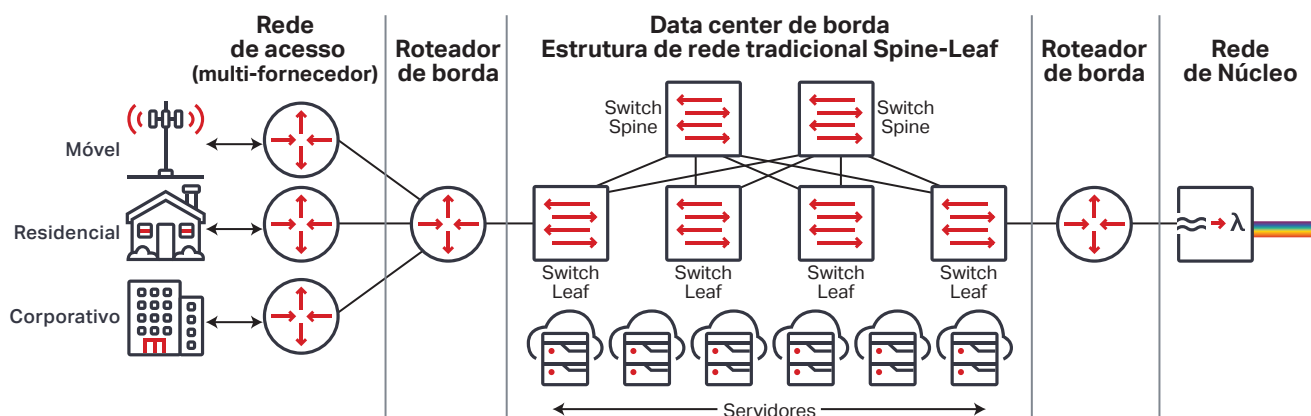 Rede
de acesso
(multi-fornecedor)
Roteador
de borda
Data center de borda
Estrutura de rede tradicional Spine-Leaf
Roteador
de borda
Rede
de Núcleo
Móvel
Residencial
Corporativo
Switch
Spine
Switch
Spine
Switch
Leaf
Switch
Leaf
Switch
Leaf
Switch
Leaf
λ
Servidores